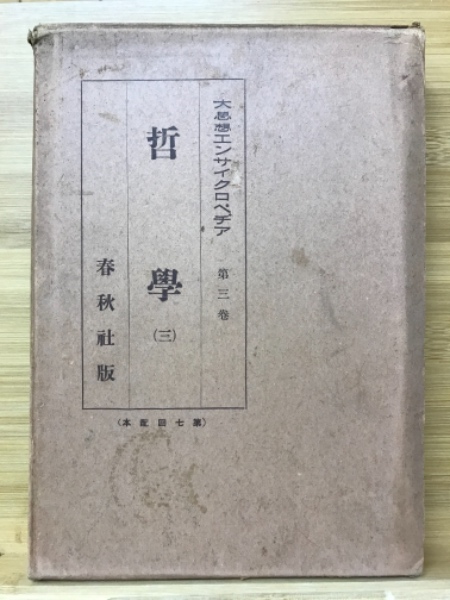 大思想エンサイクロペヂア
第三卷
哲學
(三)
春秋社版
(第七回配本)